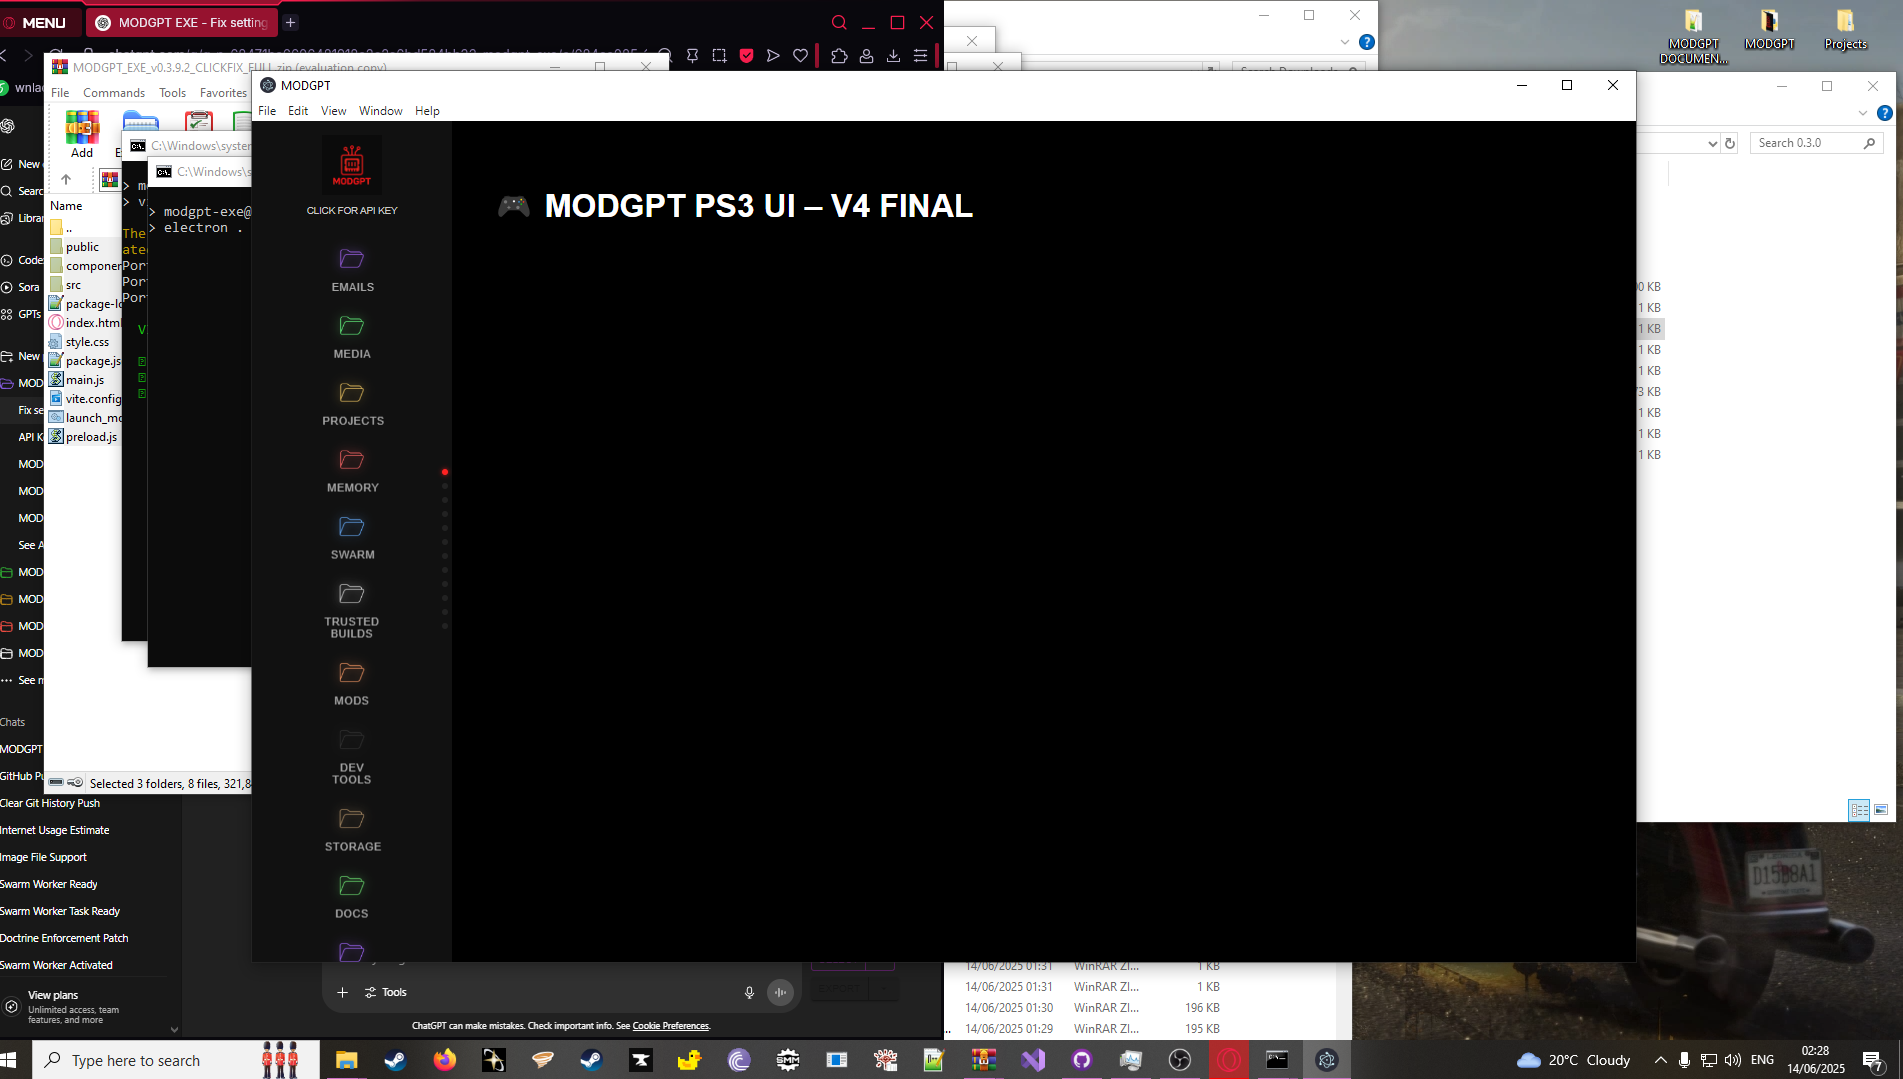 MENU
MODGPT EXE - Fix setting
MODGPT_EXE_v0.3.9.2_CLICKFIX_FULL.zip (evaluation copy)
File Commands Tools Favorites
Add
Name
..
public
componen
src
package-lo
index.html
style.css
package.js
main.js
vite.config
launch_mo
preload.js
Selected 3 folders, 8 files, 321,8
C:\Windows\system
C:\Windows\s
> modgpt-exe@
> electron .
New
Searc
Libra
Code
Sora
GPTs
New
MOD
Fix se
API K
MOD
MOD
MOD
See A
MOD
MOD
MOD
MOD
See m
Chats
MODGPT
GitHub Pu
Clear Git History Push
Internet Usage Estimate
Image File Support
Swarm Worker Ready
Swarm Worker Task Ready
Doctrine Enforcement Patch
Swarm Worker Activated
View plans
Unlimited access, team
features, and more
MODGPT
File Edit View Window Help
MODGPT
CLICK FOR API KEY
EMAILS
MEDIA
PROJECTS
MEMORY
SWARM
TRUSTED
BUILDS
MODS
DEV
TOOLS
STORAGE
DOCS
🎮 MODGPT PS3 UI – V4 FINAL
Tools
ChatGPT can make mistakes. Check important info. See Cookie Preferences.
Search Downloads
Search 0.3.0
0 KB
1 KB
1 KB
1 KB
1 KB
3 KB
1 KB
1 KB
1 KB
14/06/2025 01:31 WinRAR ZI... 1 KB
14/06/2025 01:31 WinRAR ZI... 1 KB
14/06/2025 01:30 WinRAR ZI... 196 KB
14/06/2025 01:29 WinRAR ZI... 195 KB
MODGPT
DOCUMEN...
MODGPT
Projects
Type here to search
SMM
20°C Cloudy
ENG
02:28
14/06/2025
7